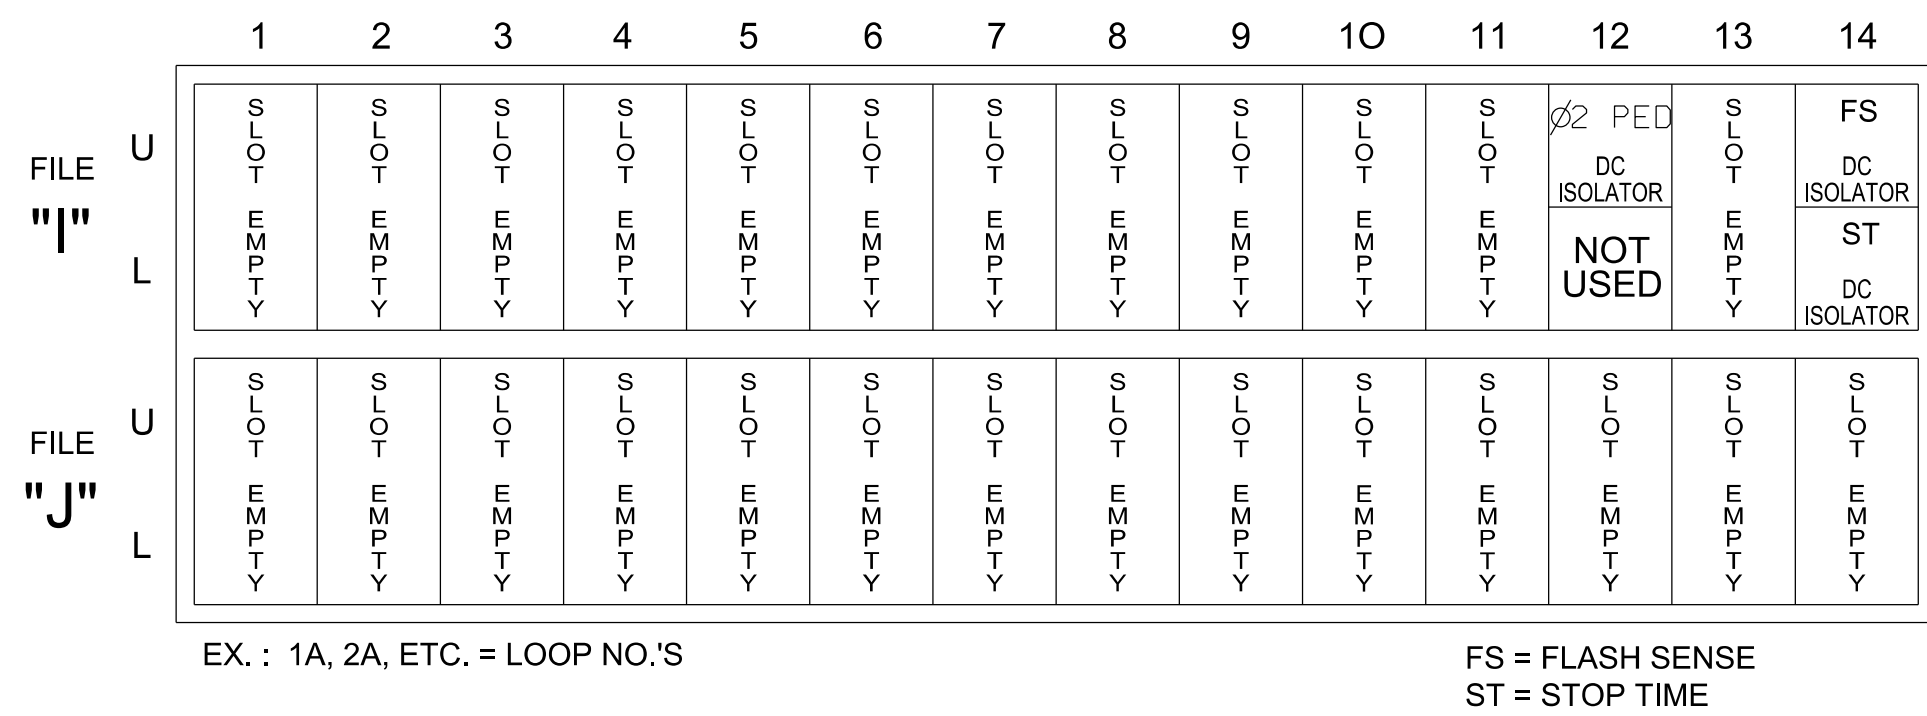 1 2 3 4 5 6 7 8 9 10 11 12 13 14
FILE "I"
U
L
SLOT EMPTY
SLOT EMPTY
SLOT EMPTY
SLOT EMPTY
SLOT EMPTY
SLOT EMPTY
SLOT EMPTY
SLOT EMPTY
SLOT EMPTY
SLOT EMPTY
SLOT EMPTY
Ø2 PED
DC
ISOLATOR
NOT
USED
SLOT EMPTY
FS
DC
ISOLATOR
ST
DC
ISOLATOR
FILE "J"
U
L
SLOT EMPTY
SLOT EMPTY
SLOT EMPTY
SLOT EMPTY
SLOT EMPTY
SLOT EMPTY
SLOT EMPTY
SLOT EMPTY
SLOT EMPTY
SLOT EMPTY
SLOT EMPTY
SLOT EMPTY
SLOT EMPTY
SLOT EMPTY
EX. : 1A, 2A, ETC. = LOOP NO.'S
FS = FLASH SENSE
ST = STOP TIME